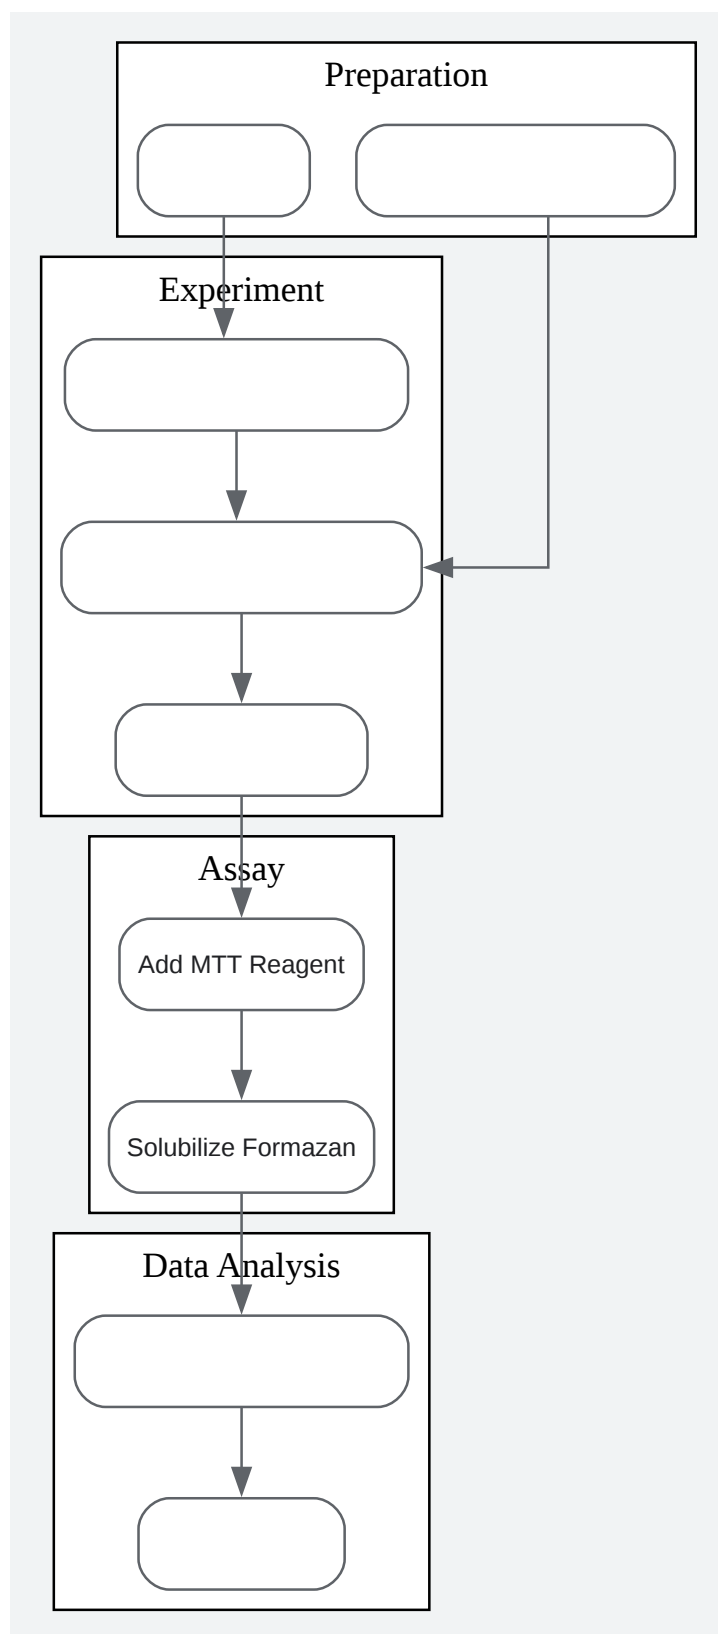 Preparation
Experiment
Assay
Add MTT Reagent
Solubilize Formazan
Data Analysis